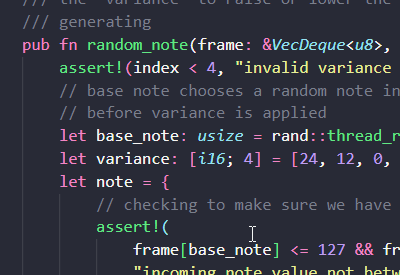 /// the `variance` to false or lower the
/// generating
pub fn random_note(frame: &VecDeque<u8>,
assert!(index < 4, "invalid variance
// base note chooses a random note in
// before variance is applied
let base_note: usize = rand::thread_r
let variance: [i16; 4] = [24, 12, 0,
let note = {
// checking to make sure we have
assert!(
frame[base_note] <= 127 && fr
"incoming note value not betw